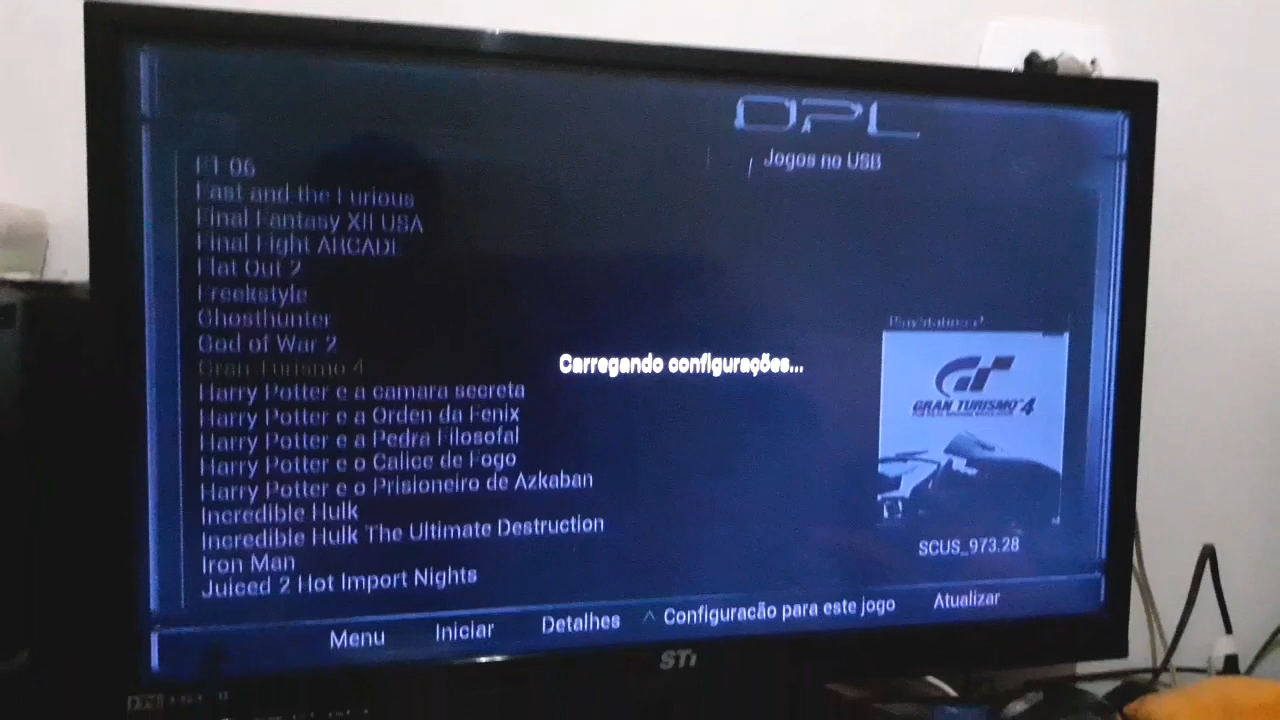 OPL
Jogos no USB
F1 06
Fast and the Furious
Final Fantasy XII USA
Final Fight ARCADE
Flat Out 2
Freekstyle
Ghosthunter
God of War 2
Gran Turismo 4
Harry Potter e a camara secreta
Harry Potter e a Orden da Fenix
Harry Potter e a Pedra Filosofal
Harry Potter e o Calice de Fogo
Harry Potter e o Prisioneiro de Azkaban
Incredible Hulk
Incredible Hulk The Ultimate Destruction
Iron Man
Juiced 2 Hot Import Nights
Carregando configurações...
PlayStation 2
GRAN TURISMO 4
SCUS_973.28
Menu Iniciar Detalhes Configuracão para este jogo Atualizar
STi